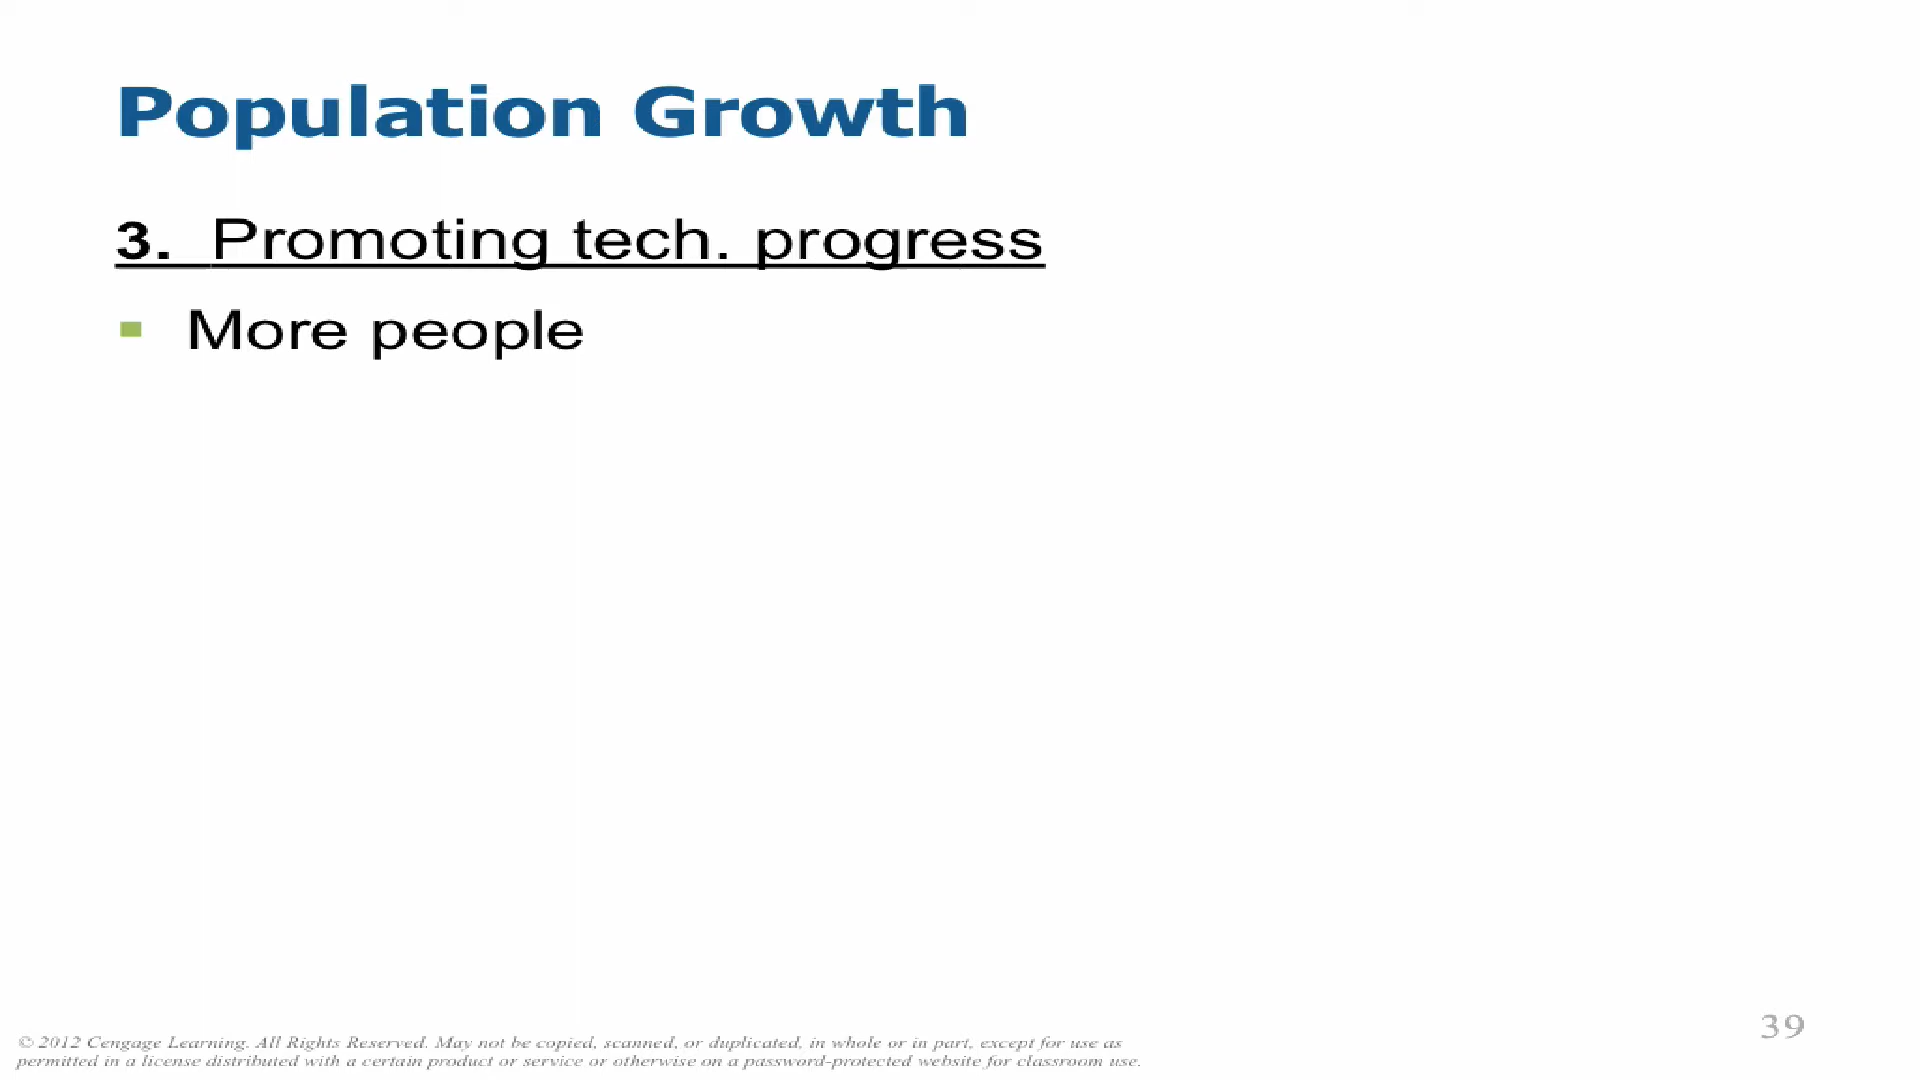 Population Growth
3. Promoting tech. progress
▪ More people
39
© 2012 Cengage Learning. All Rights Reserved. May not be copied, scanned, or duplicated, in whole or in part, except for use as
permitted in a license distributed with a certain product or service or otherwise on a password-protected website for classroom use.